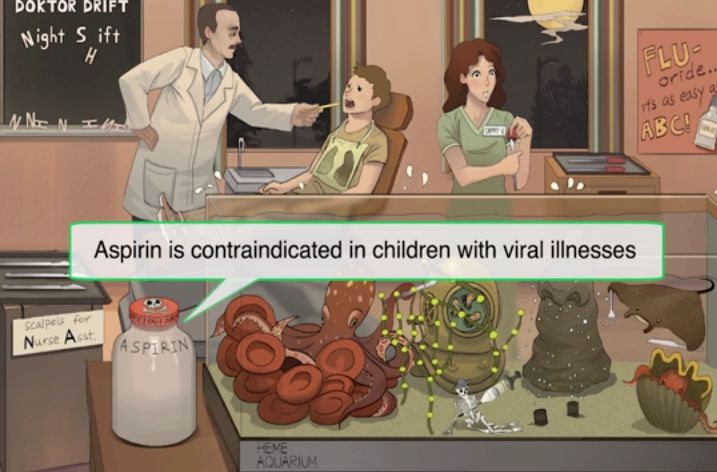 DOKTOR DRIFT
Night S ift
H
FLU-
oride...
it's as easy as
ABC!
Aspirin is contraindicated in children with viral illnesses
scalpels for
Nurse Asst.
ASPIRIN
HEME
AQUARIUM